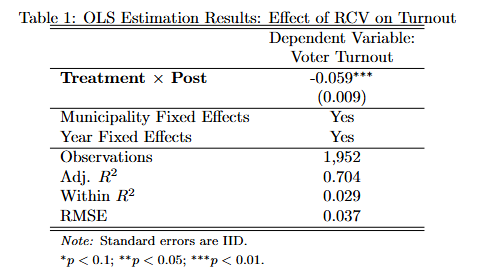 Table 1: OLS Estimation Results: Effect of RCV on Turnout
Dependent Variable:
Voter Turnout
Treatment × Post -0.059***
(0.009)
Municipality Fixed Effects Yes
Year Fixed Effects Yes
Observations 1,952
Adj. R² 0.704
Within R² 0.029
RMSE 0.037
Note: Standard errors are IID.
*p < 0.1; **p < 0.05; ***p < 0.01.